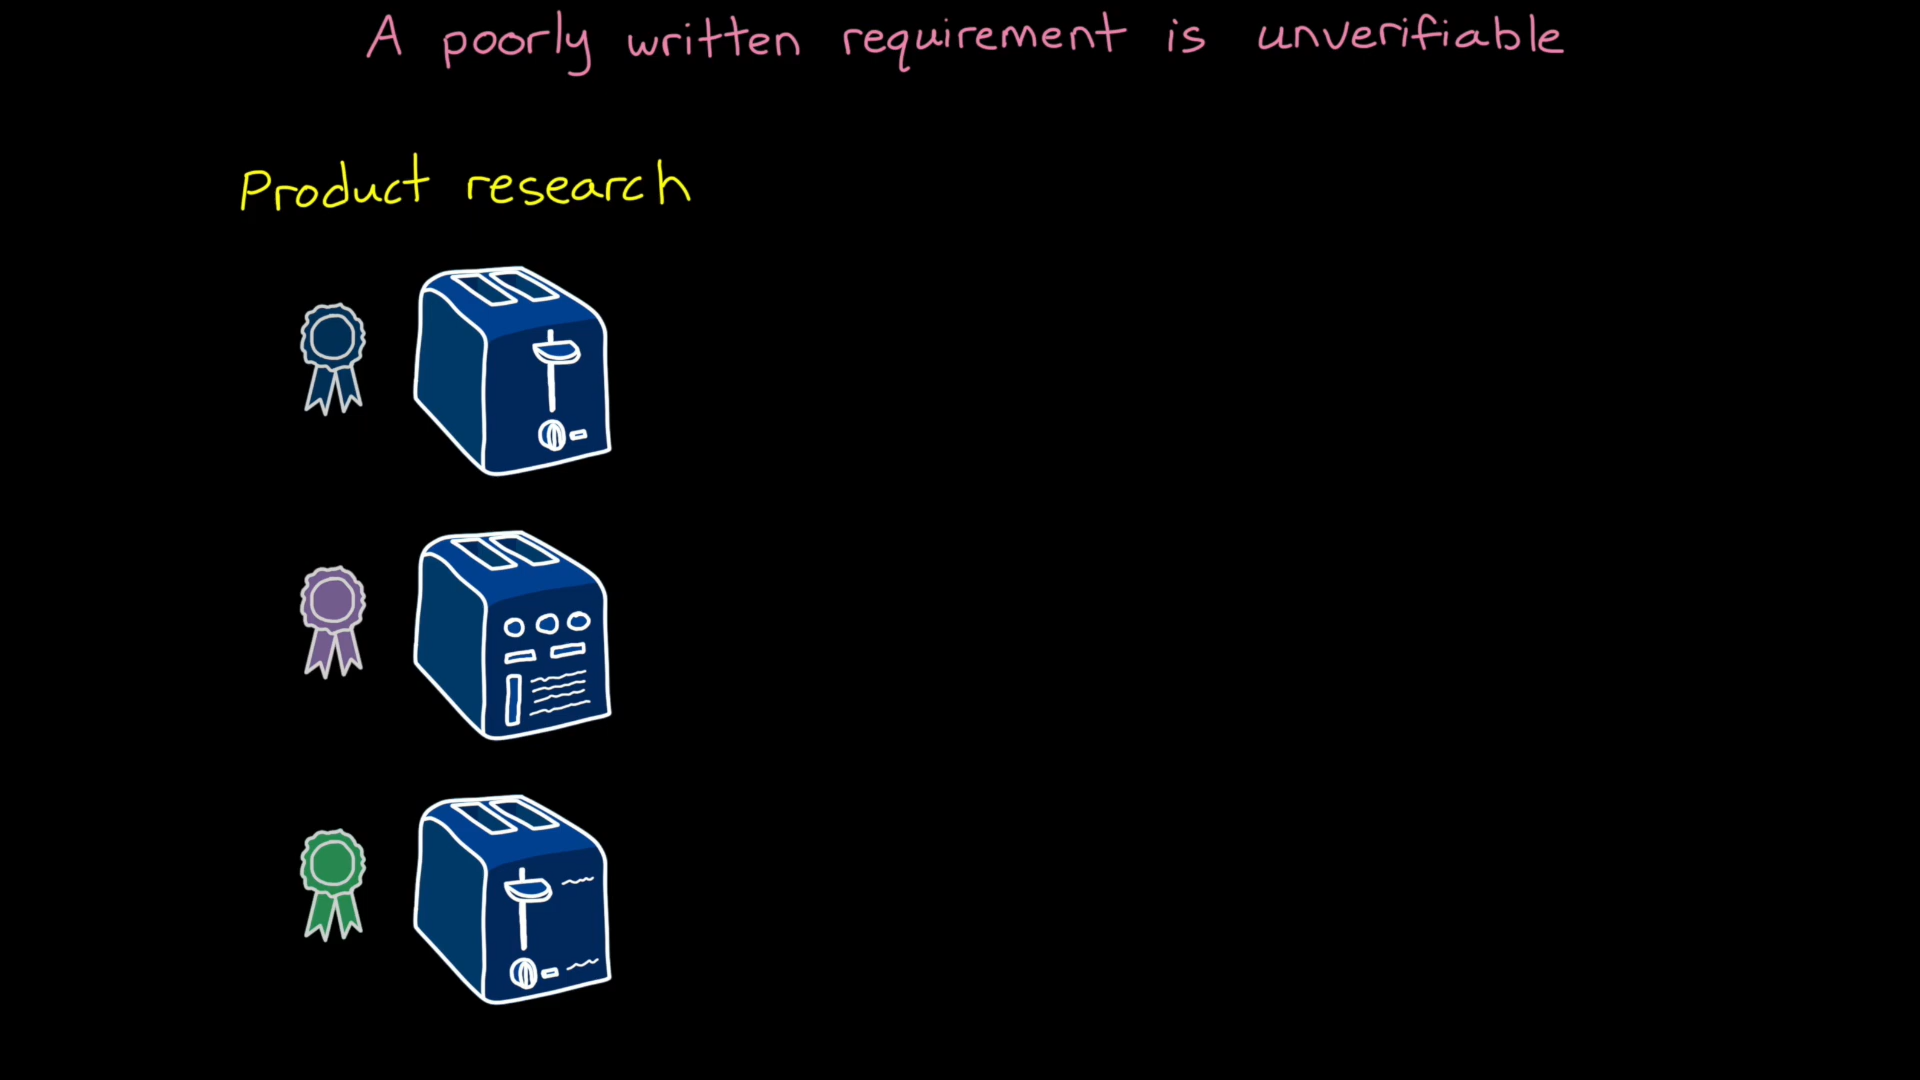 A poorly written requirement is unverifiable
Product research